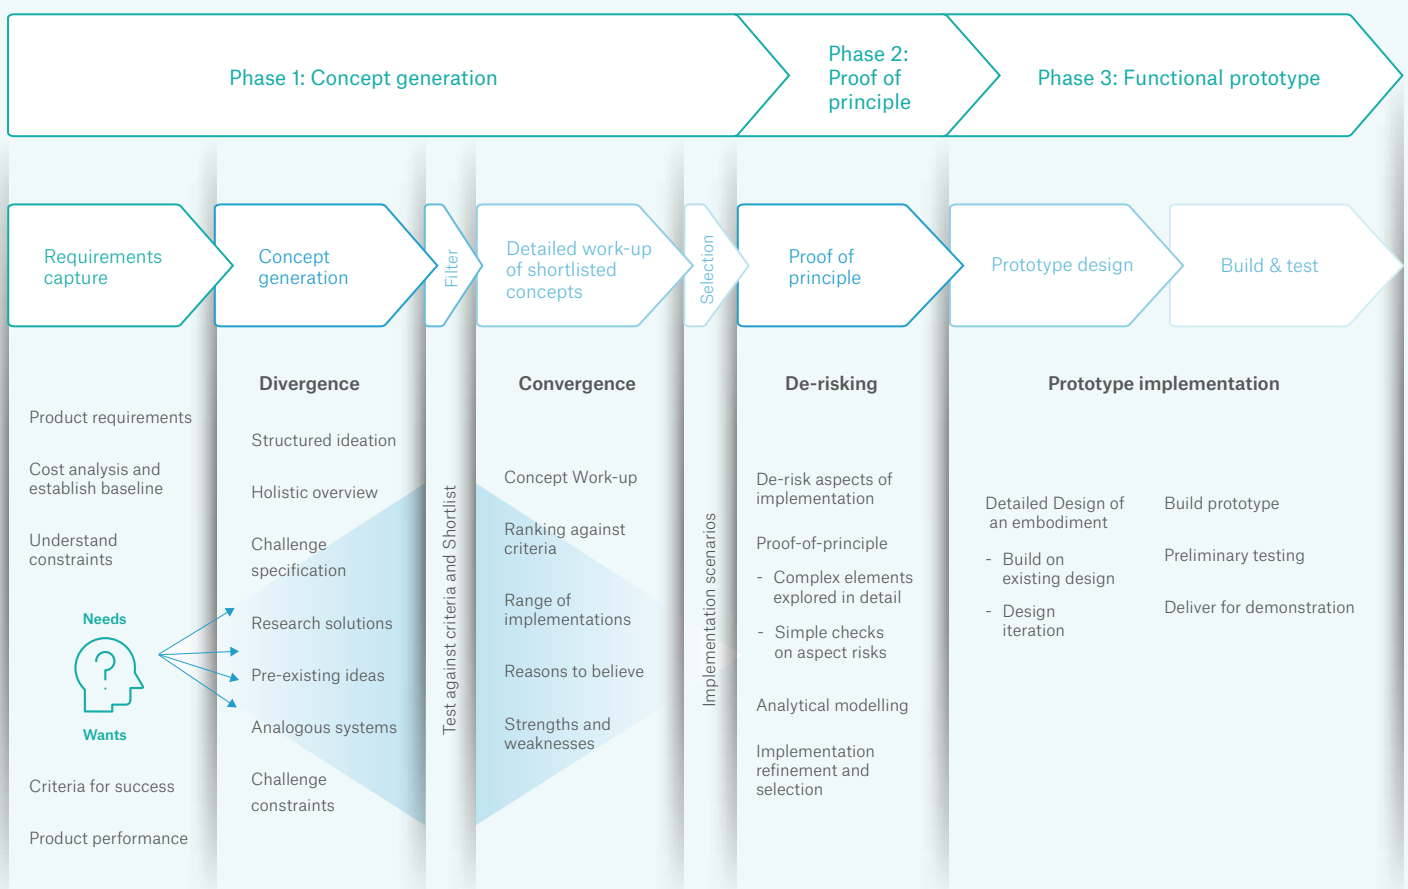 Phase 1: Concept generation
Phase 2:
Proof of
principle
Phase 3: Functional prototype
Requirements
capture
Concept
generation
Filter
Detailed work-up
of shortlisted
concepts
Selection
Proof of
principle
Prototype design
Build & test
Product requirements
Cost analysis and
establish baseline
Understand
constraints
Needs
?
Wants
Criteria for success
Product performance
Divergence
Structured ideation
Holistic overview
Challenge
specification
Research solutions
Pre-existing ideas
Analogous systems
Challenge
constraints
Test against criteria and Shortlist
Convergence
Concept Work-up
Ranking against
criteria
Range of
implementations
Reasons to believe
Strengths and
weaknesses
Implementation scenarios
De-risking
De-risk aspects of
implementation
Proof-of-principle
- Complex elements
explored in detail
- Simple checks
on aspect risks
Analytical modelling
Implementation
refinement and
selection
Prototype implementation
Detailed Design of
an embodiment
- Build on
existing design
- Design
iteration
Build prototype
Preliminary testing
Deliver for demonstration